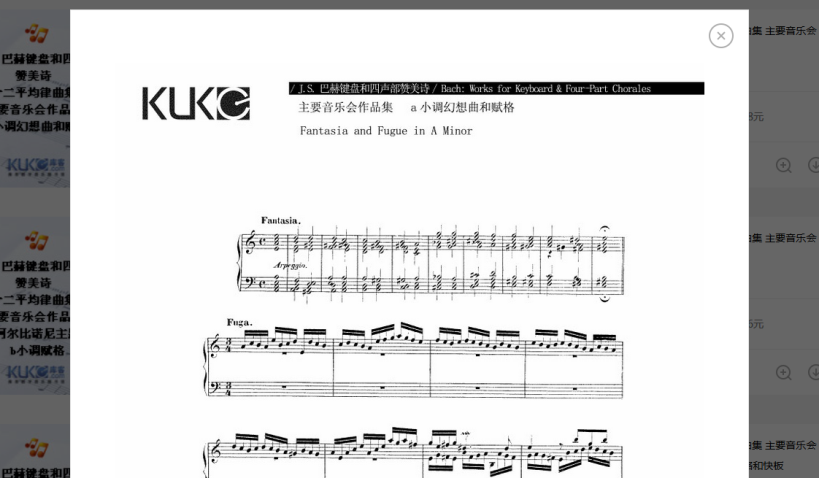 KUKE
/ J.S. 巴赫键盘和四声部赞美诗 / Bach: Works for Keyboard & Four-Part Chorales
主要音乐会作品集 a 小调幻想曲和赋格
Fantasia and Fugue in A Minor
Fantasia.
Arpeggio.
Fuga.
巴赫键盘和四
赞美诗
二平均律曲集
要音乐会作品
小调幻想曲和
KUKE
巴赫键盘和四
赞美诗
二平均律曲集
要音乐会作品
阿尔比诺尼主
b小调赋格
KUKE
巴赫键盘和四
集 主要音乐会
元
集 主要音乐会
元
集 主要音乐会
和快板